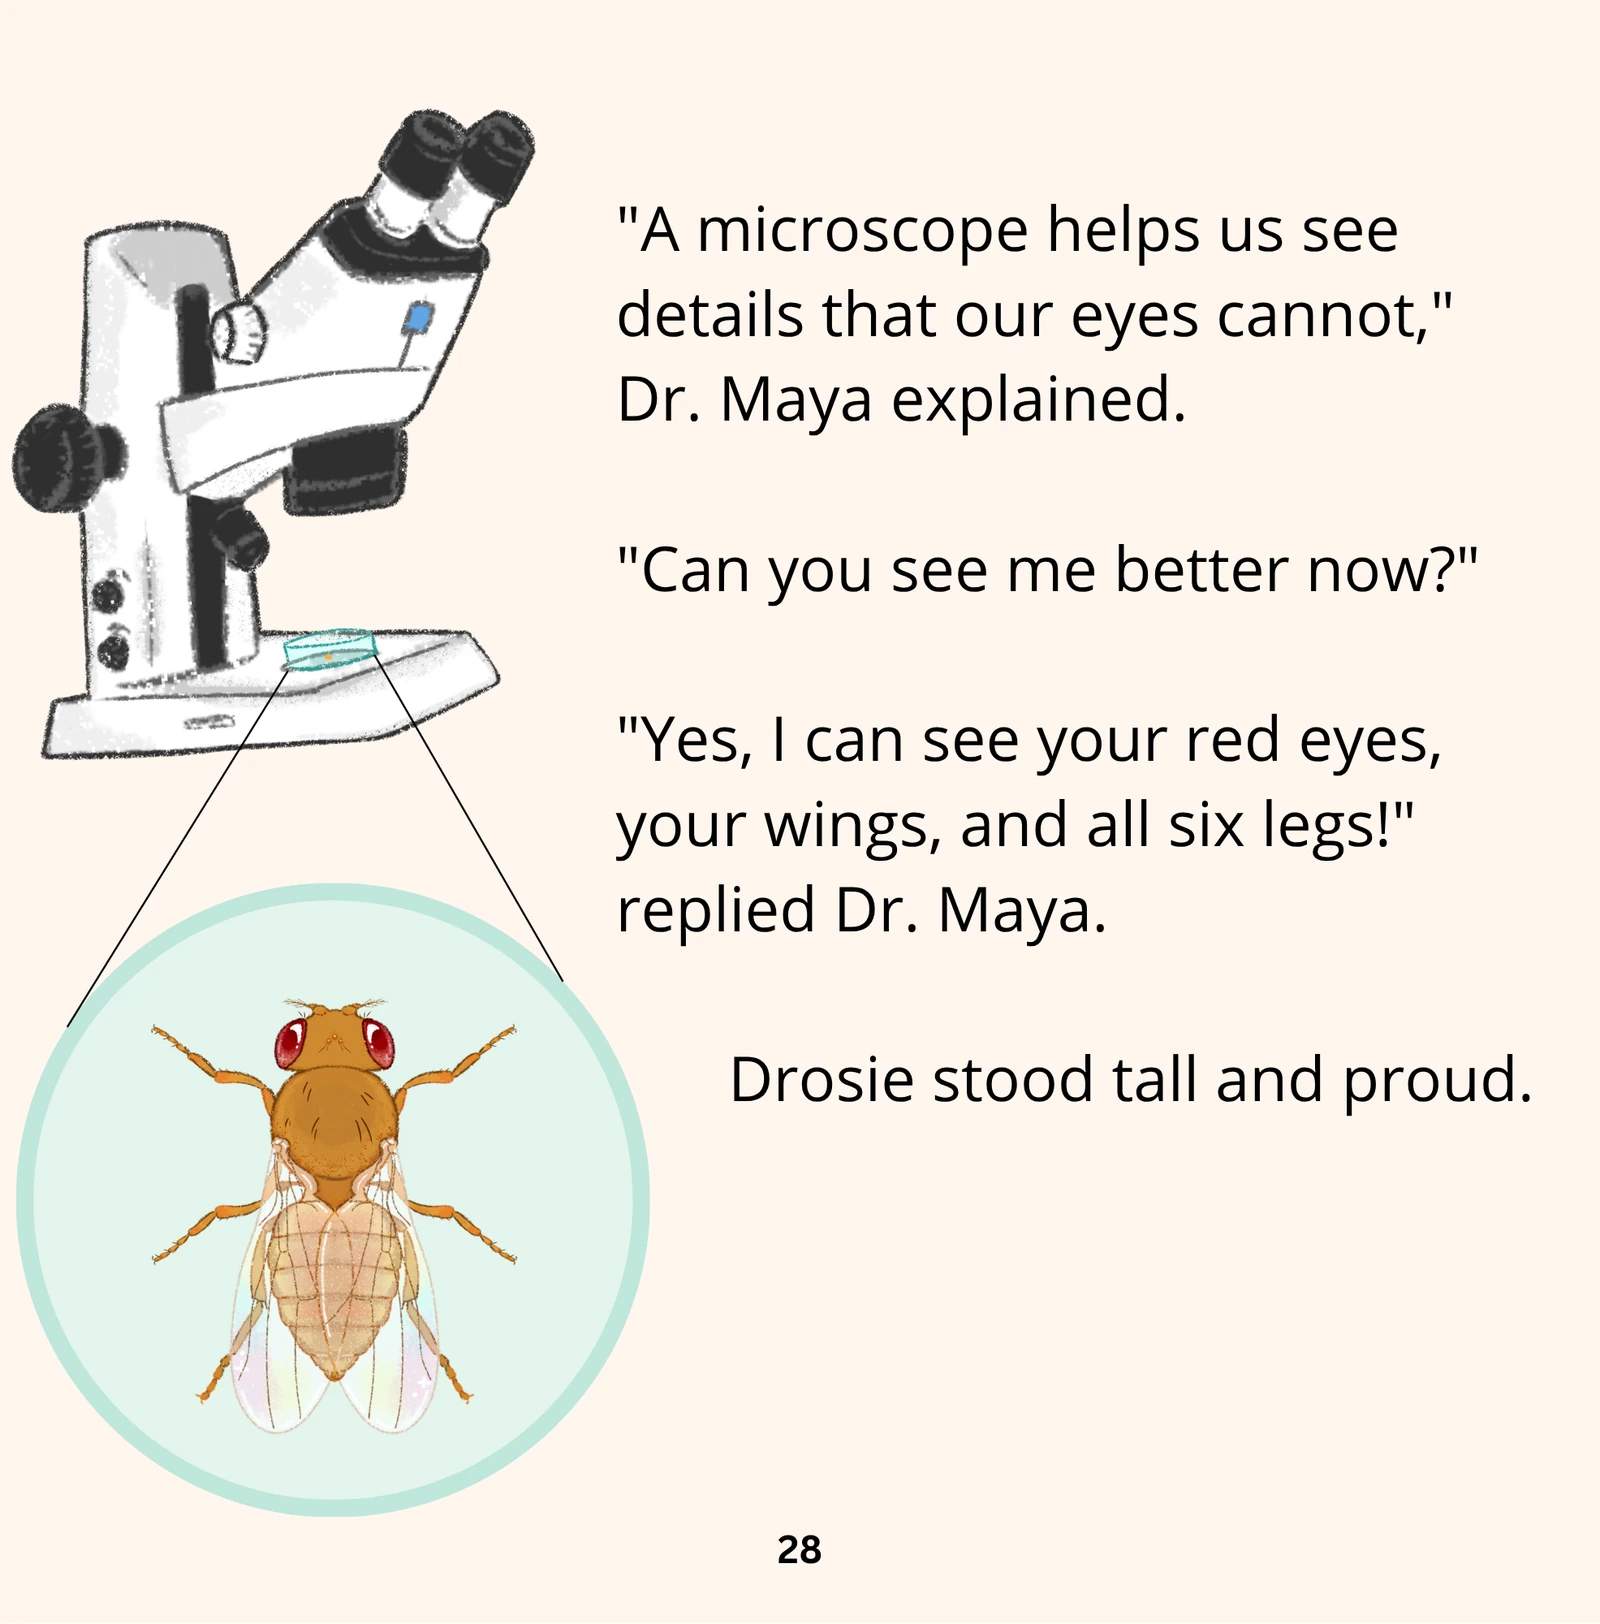 "A microscope helps us see
details that our eyes cannot,"
Dr. Maya explained.
"Can you see me better now?"
"Yes, I can see your red eyes,
your wings, and all six legs!"
replied Dr. Maya.
Drosie stood tall and proud.
28